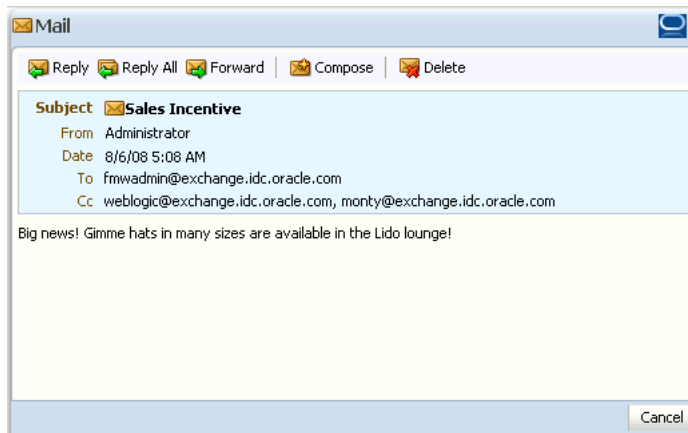 Mail
Reply Reply All Forward Compose Delete
Subject Sales Incentive
From Administrator
Date 8/6/08 5:08 AM
To fmwadmin@exchange.idc.oracle.com
Cc weblogic@exchange.idc.oracle.com, monty@exchange.idc.oracle.com
Big news! Gimme hats in many sizes are available in the Lido lounge!
Cancel